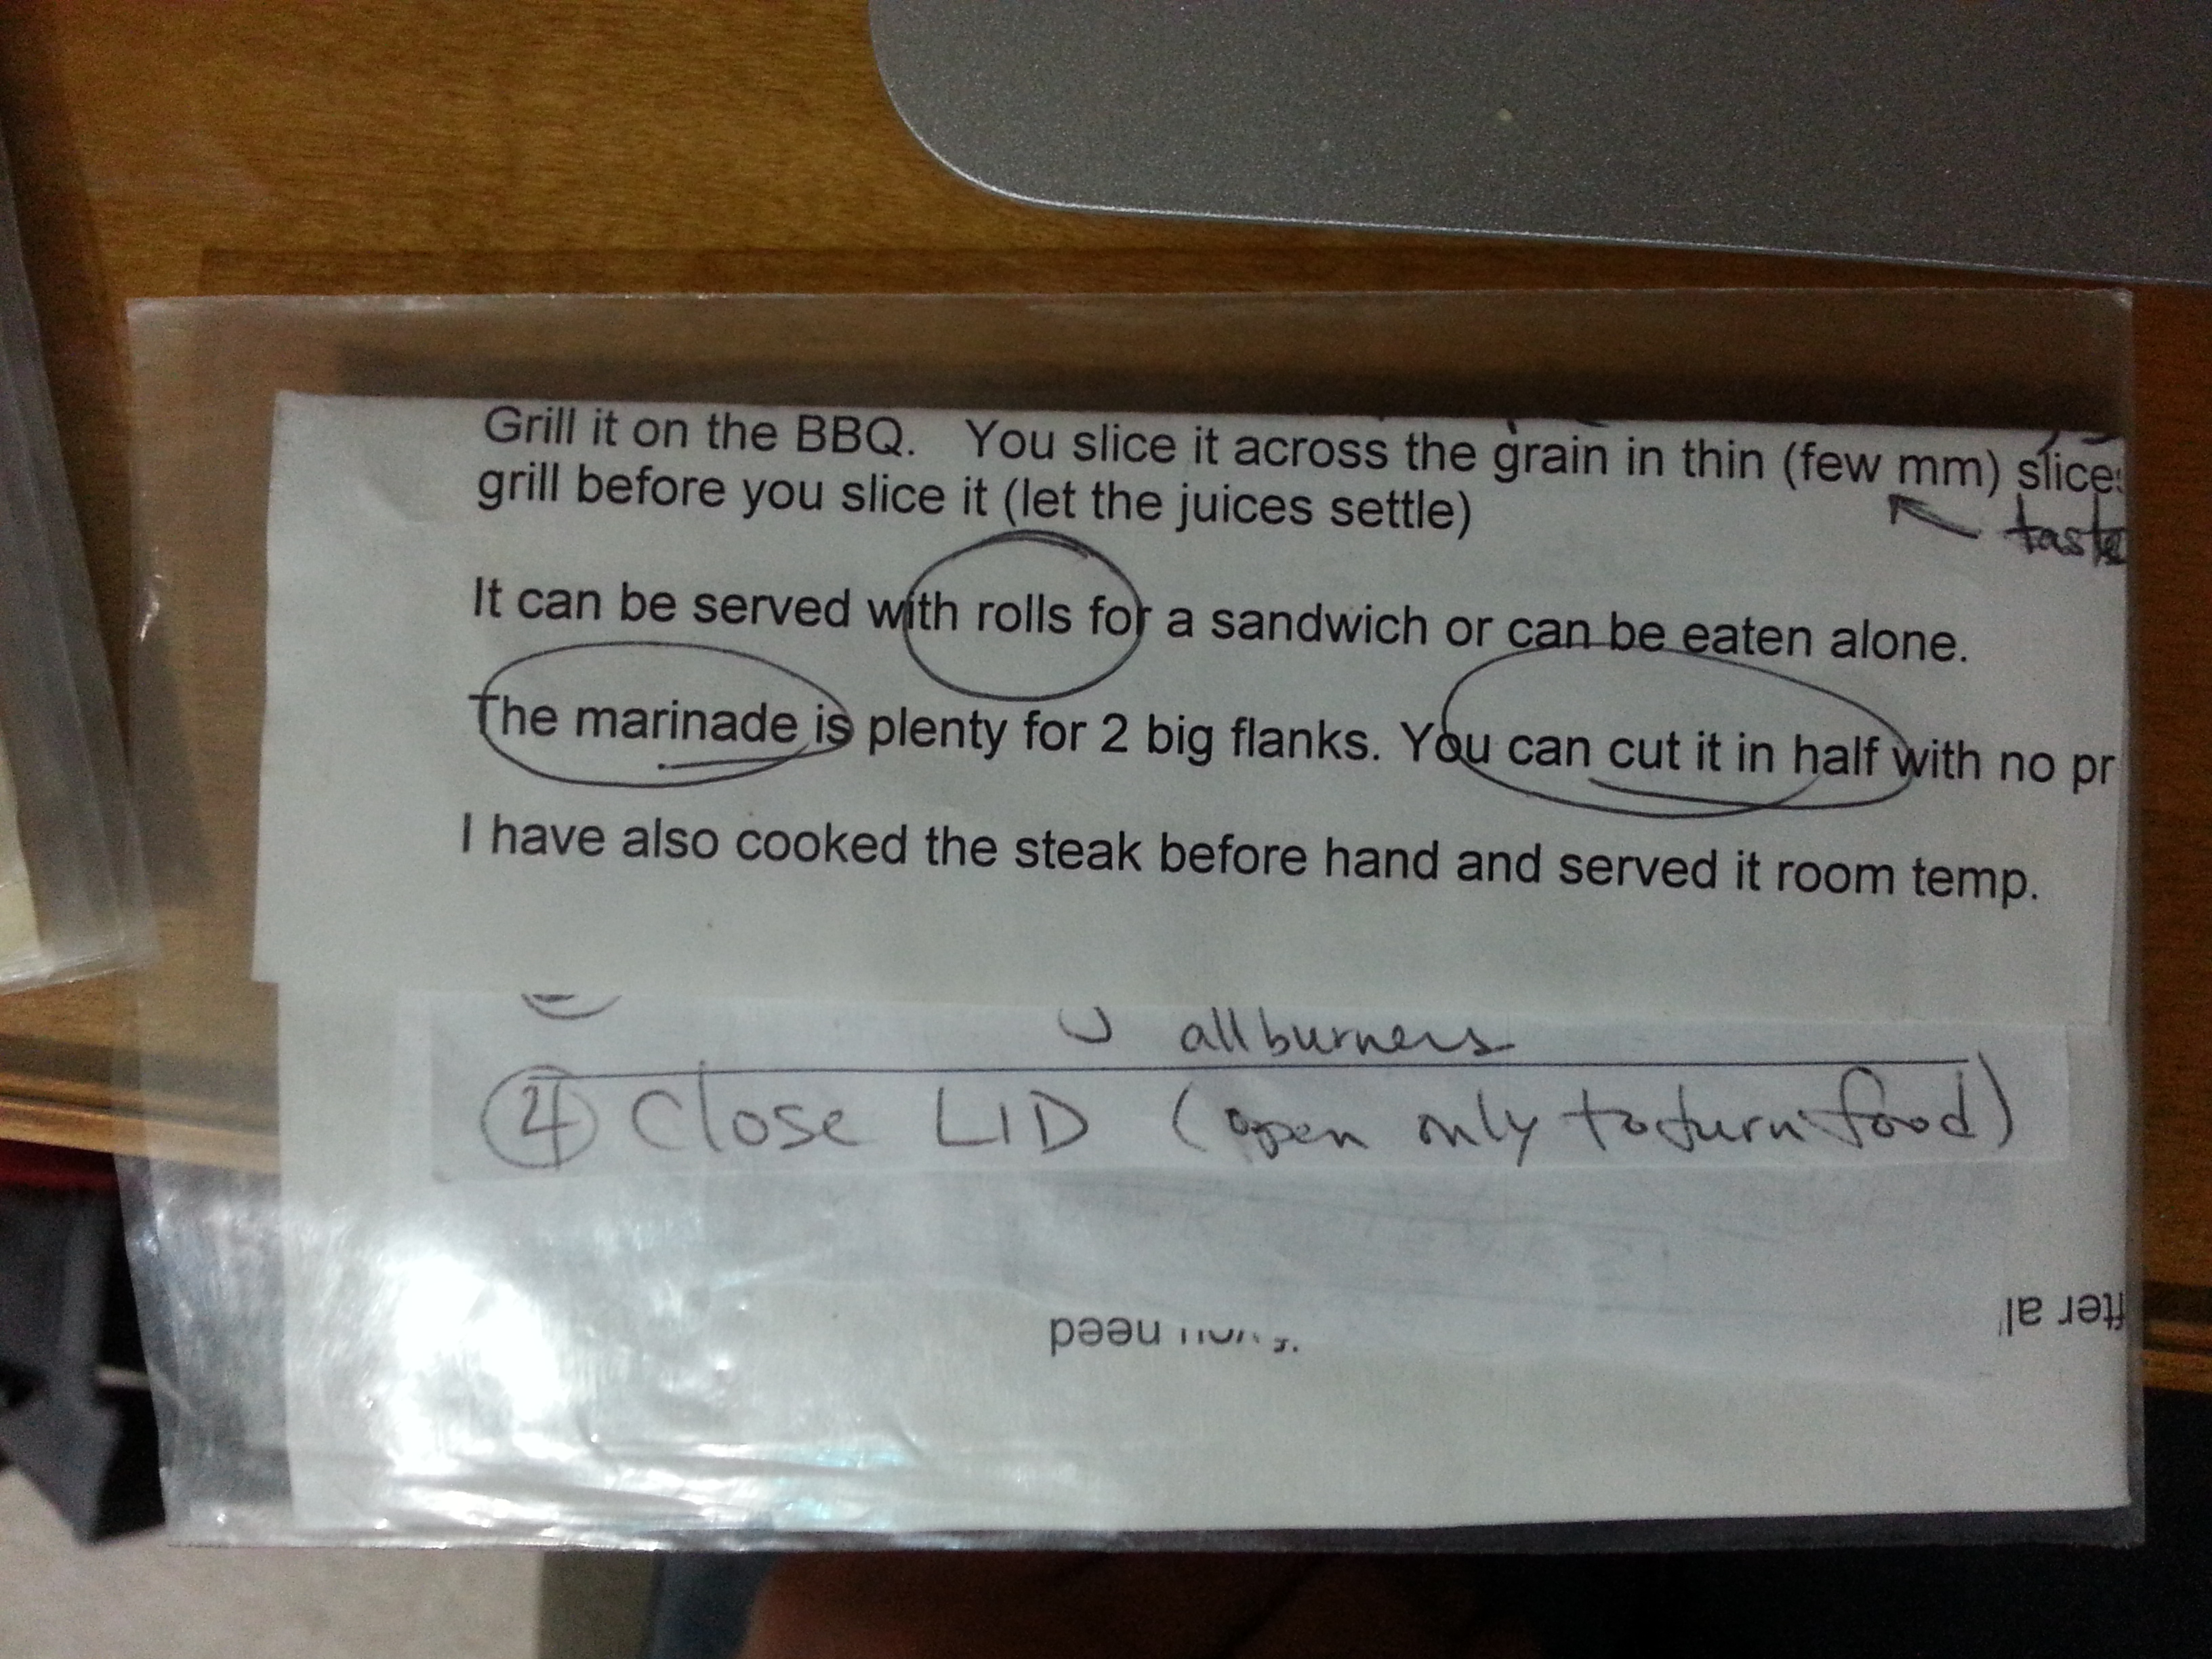 Grill it on the BBQ. You slice it across the grain in thin (few mm) slice
grill before you slice it (let the juices settle)
taste
It can be served with rolls for a sandwich or can be eaten alone.
The marinade is plenty for 2 big flanks. You can cut it in half with no pr
I have also cooked the steak before hand and served it room temp.
all burners
4 Close LID (open only to turn food)
fter al
need